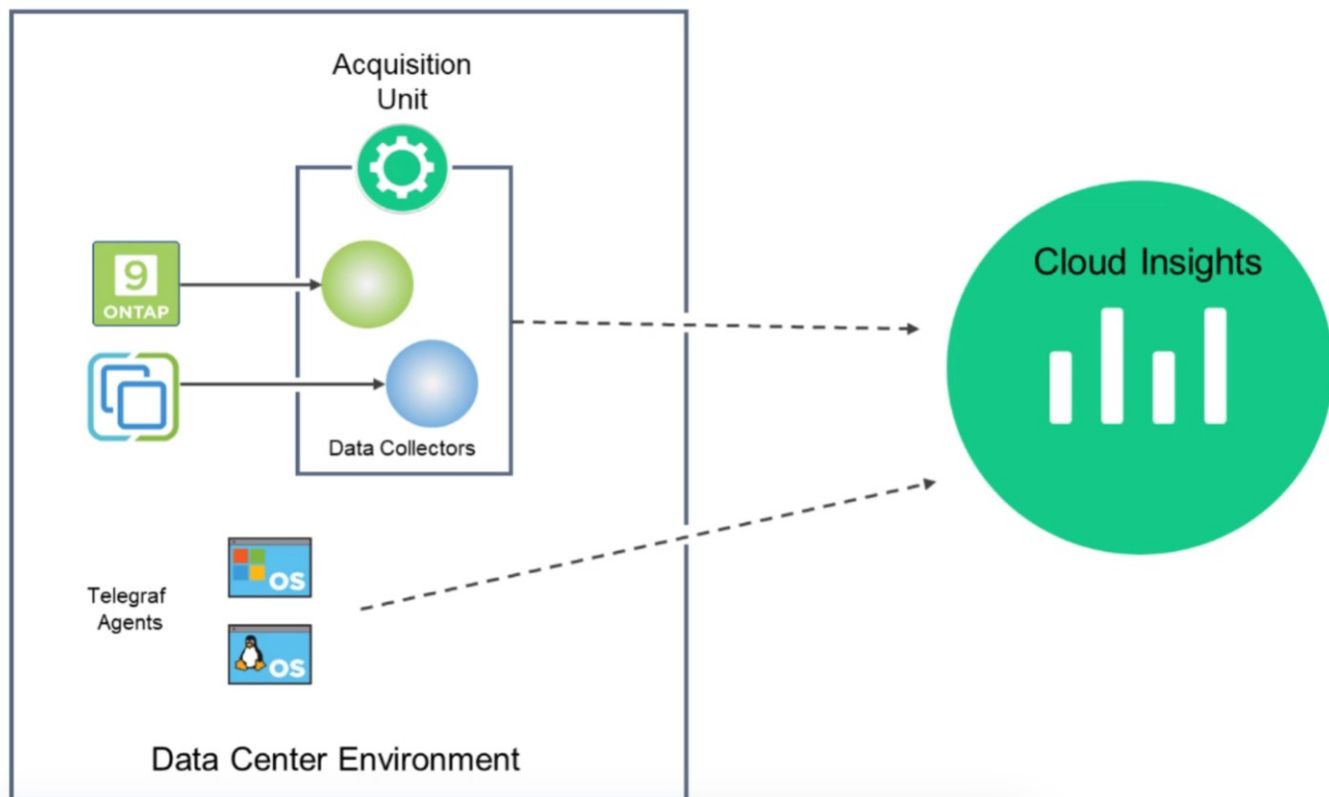 Acquisition
Unit
Cloud Insights
9
ONTAP
Data Collectors
Telegraf
Agents
OS
OS
Data Center Environment